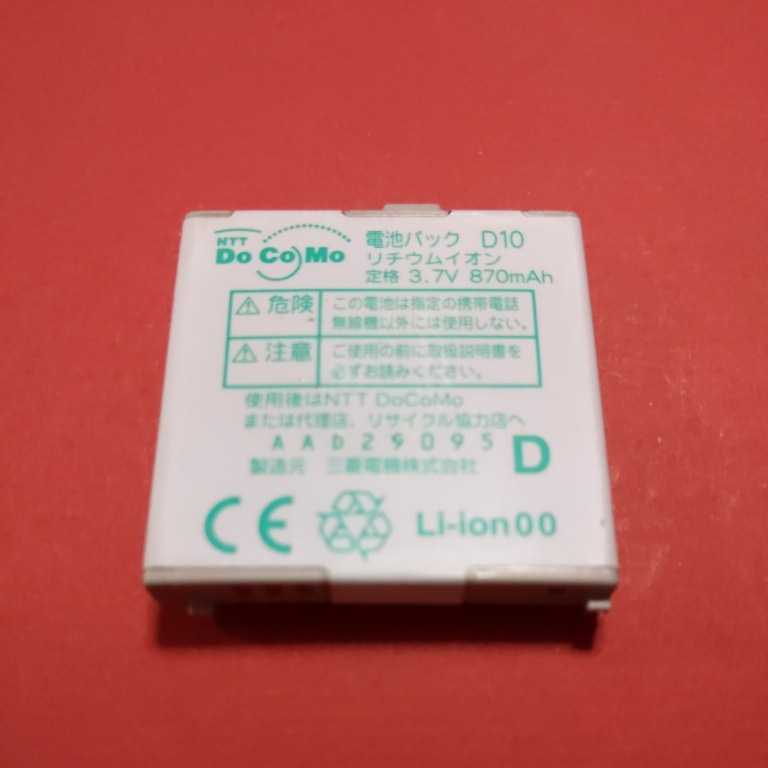 NTT
DoCoMo
電池パック D10
リチウムイオン
定格 3.7V 870mAh
危険
この電池は指定の携帯電話
無線機以外には使用しない。
注意
ご使用の前に取扱説明書を
必ずお読みください。
使用後はNTT DoCoMo
または代理店、リサイクル協力店へ
AAD29095
D
製造元 三菱電機株式会社
CE
Li-ion00